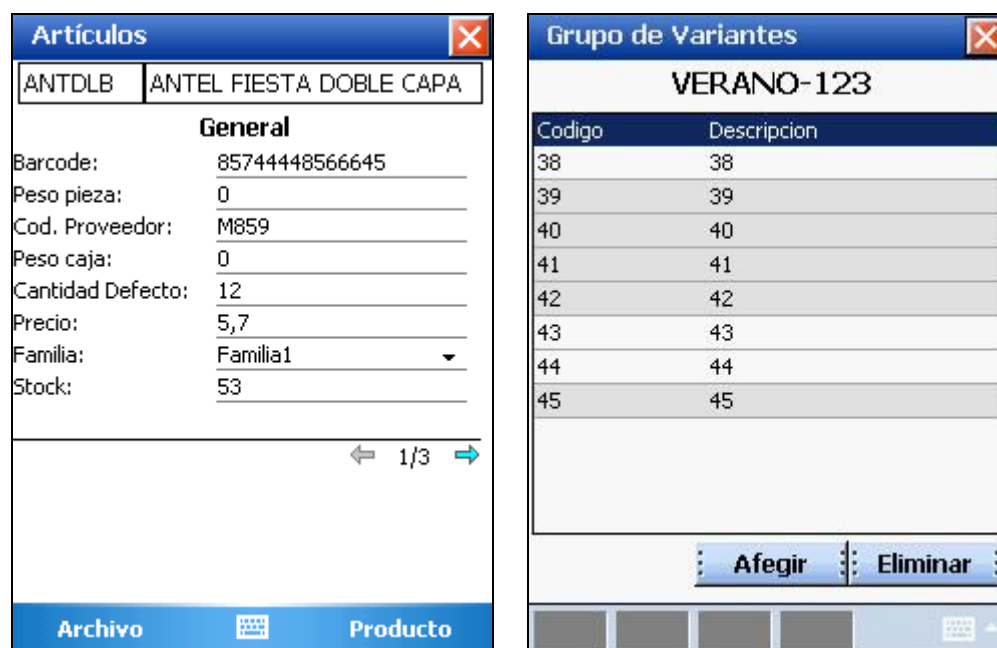 Artículos
ANTDLB ANTEL FIESTA DOBLE CAPA
General
Barcode: 85744448566645
Peso pieza: 0
Cod. Proveedor: M859
Peso caja: 0
Cantidad Defecto: 12
Precio: 5,7
Familia: Familia1
Stock: 53
1/3
Archivo Producto
Grupo de Variantes
VERANO-123
Codigo Descripcion
38 38
39 39
40 40
41 41
42 42
43 43
44 44
45 45
Afegir Eliminar